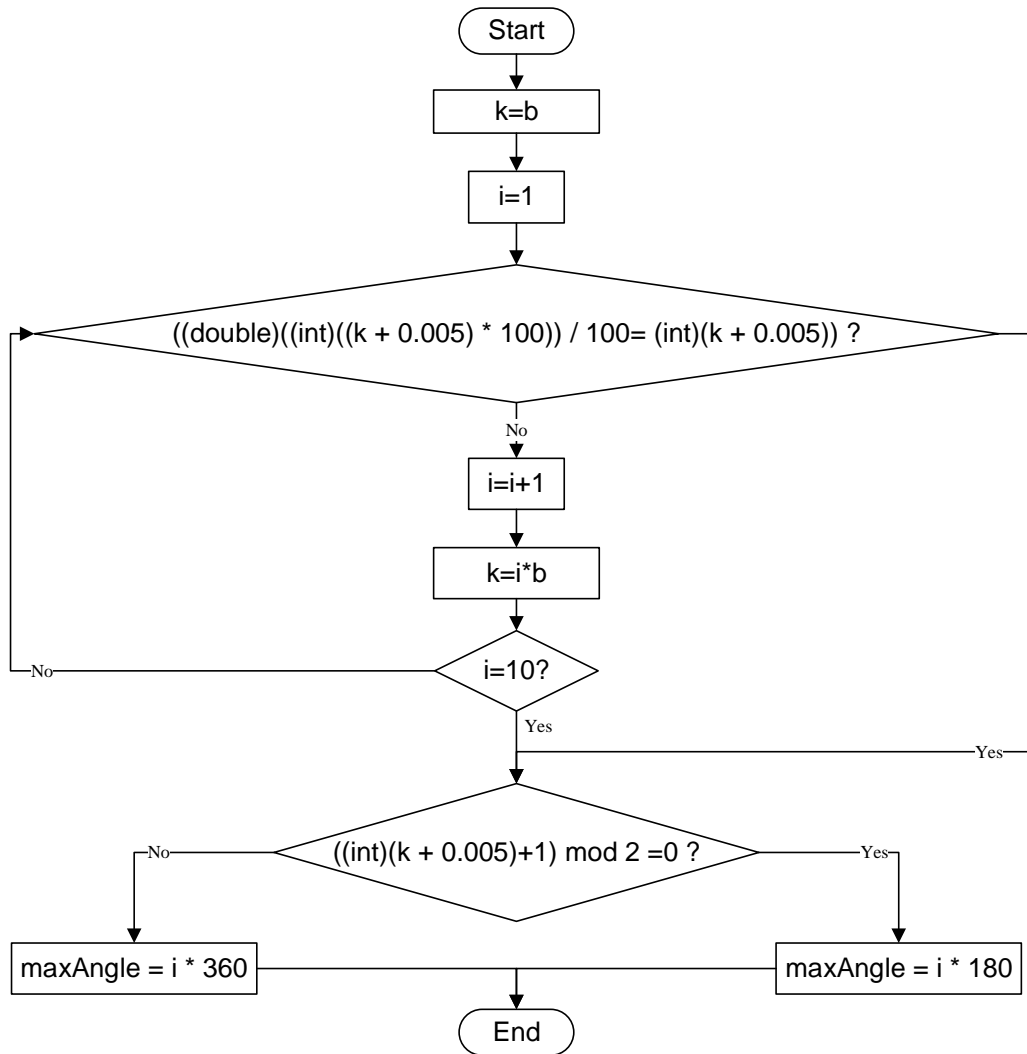 Start
k=b
i=1
((double)((int)((k + 0.005) * 100)) / 100= (int)(k + 0.005)) ?
No
i=i+1
k=i*b
i=10?
No
Yes
Yes
((int)(k + 0.005)+1) mod 2 =0 ?
No
Yes
maxAngle = i * 360
maxAngle = i * 180
End